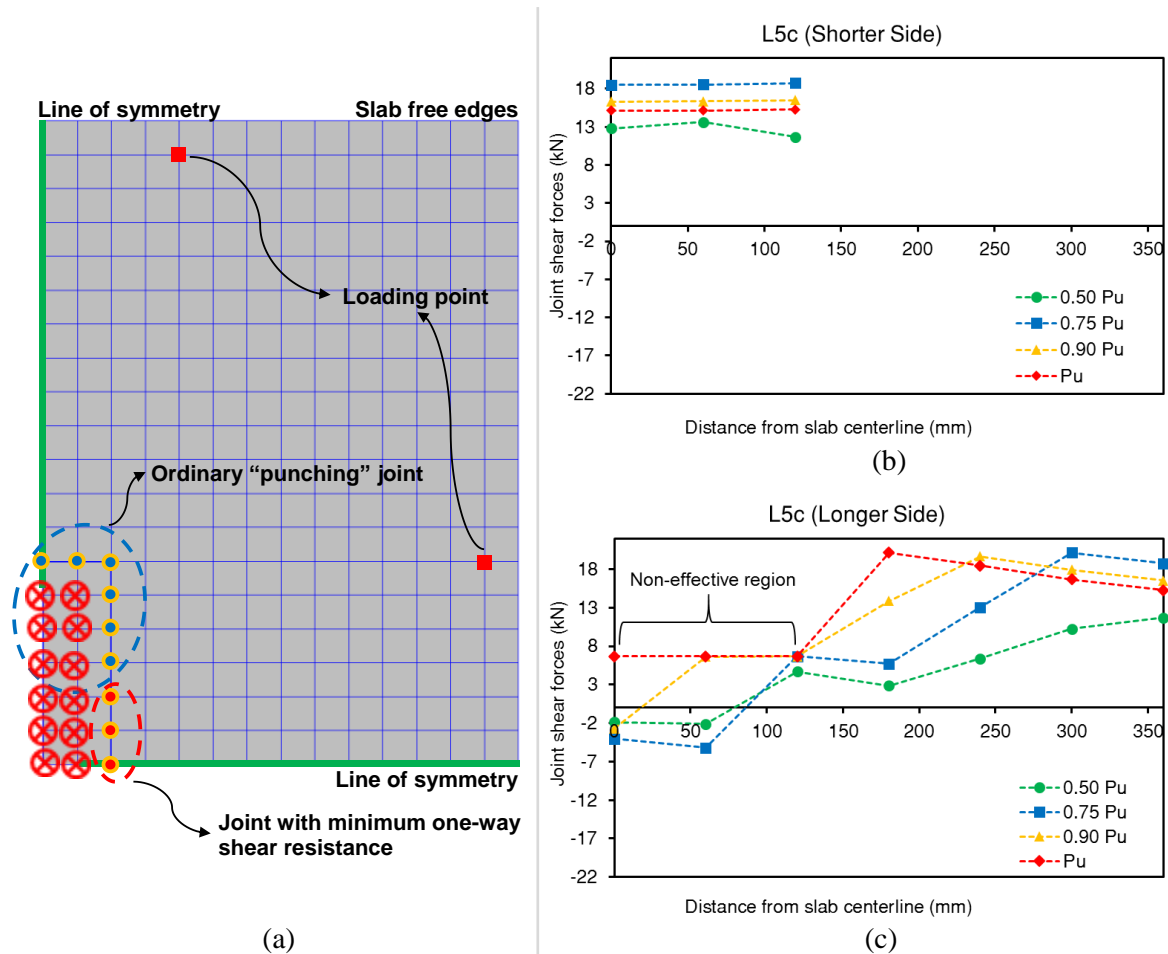 Line of symmetry
Slab free edges
Loading point
Ordinary “punching” joint
Line of symmetry
Joint with minimum one-way
shear resistance
(a)
L5c (Shorter Side)
Joint shear forces (kN)
18
13
8
3
-2
-7
-12
-17
-22
0 50 100 150 200 250 300 350
0.50 Pu
0.75 Pu
0.90 Pu
Pu
Distance from slab centerline (mm)
(b)
L5c (Longer Side)
Joint shear forces (kN)
18
13
8
3
-2
-7
-12
-17
-22
Non-effective region
0 50 100 150 200 250 300 350
0.50 Pu
0.75 Pu
0.90 Pu
Pu
Distance from slab centerline (mm)
(c)